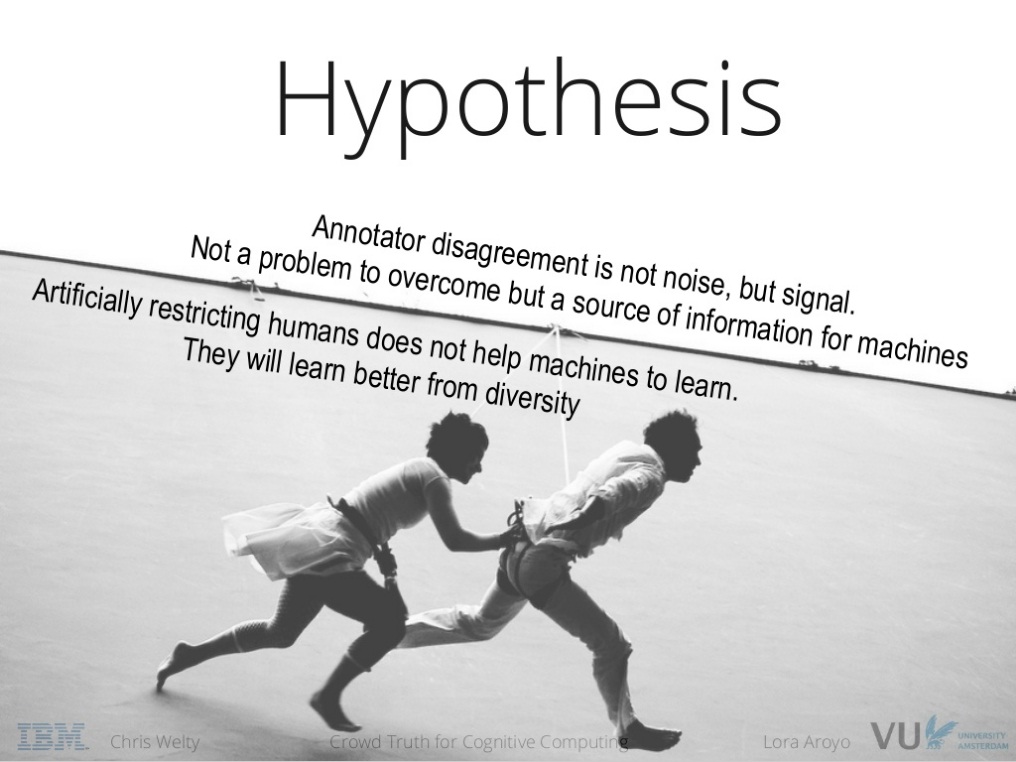 Hypothesis
Annotator disagreement is not noise, but signal.
Not a problem to overcome but a source of information for machines
Artificially restricting humans does not help machines to learn.
They will learn better from diversity
IBM. Chris Welty Crowd Truth for Cognitive Computing Lora Aroyo VU UNIVERSITY
AMSTERDAM